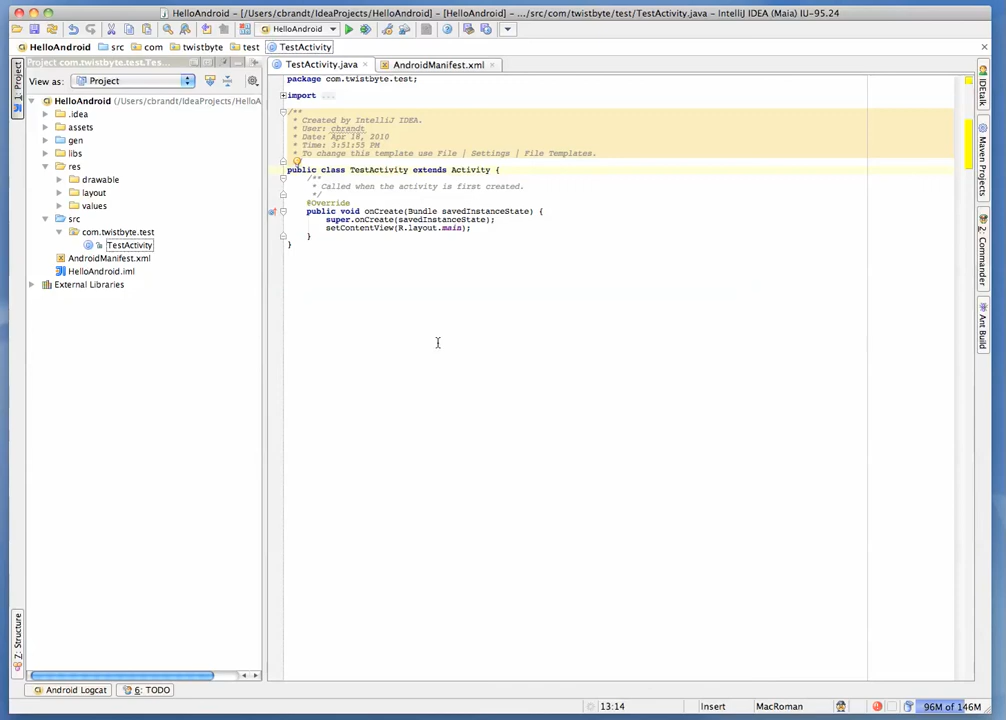 HelloAndroid - [/Users/cbrandt/IdeaProjects/HelloAndroid] - [HelloAndroid] - .../src/com/twistbyte/test/TestActivity.java - IntelliJ IDEA (Maia) IU-95.24
HelloAndroid
HelloAndroid src com twistbyte test TestActivity
Project com.twistbyte.test.Tes...
View as: Project
HelloAndroid (/Users/cbrandt/IdeaProjects/HelloA
.idea
assets
gen
libs
res
drawable
layout
values
src
com.twistbyte.test
TestActivity
AndroidManifest.xml
HelloAndroid.iml
External Libraries
1: Project
7: Structure
TestActivity.java AndroidManifest.xml
package com.twistbyte.test;
import ...
/**
* Created by IntelliJ IDEA.
* User: cbrandt
* Date: Apr 18, 2010
* Time: 3:51:55 PM
* To change this template use File | Settings | File Templates.
public class TestActivity extends Activity {
/**
* Called when the activity is first created.
*/
@Override
public void onCreate(Bundle savedInstanceState) {
super.onCreate(savedInstanceState);
setContentView(R.layout.main);
}
}
IDEtalk
Maven Projects
2: Commander
Ant Build
Android Logcat 6: TODO
13:14 Insert MacRoman 96M of 146M